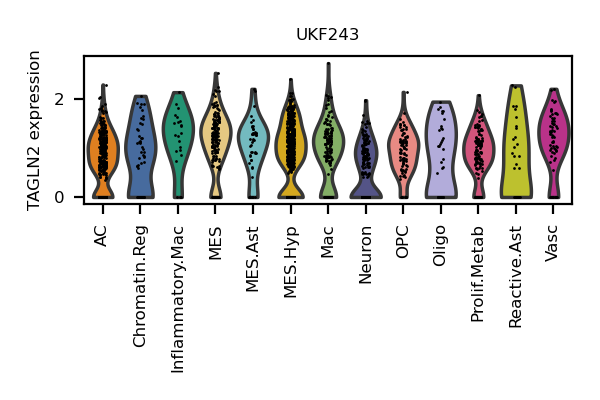 UKF243
TAGLN2 expression
2
0
AC
Chromatin.Reg
Inflammatory.Mac
MES
MES.Ast
MES.Hyp
Mac
Neuron
OPC
Oligo
Prolif.Metab
Reactive.Ast
Vasc